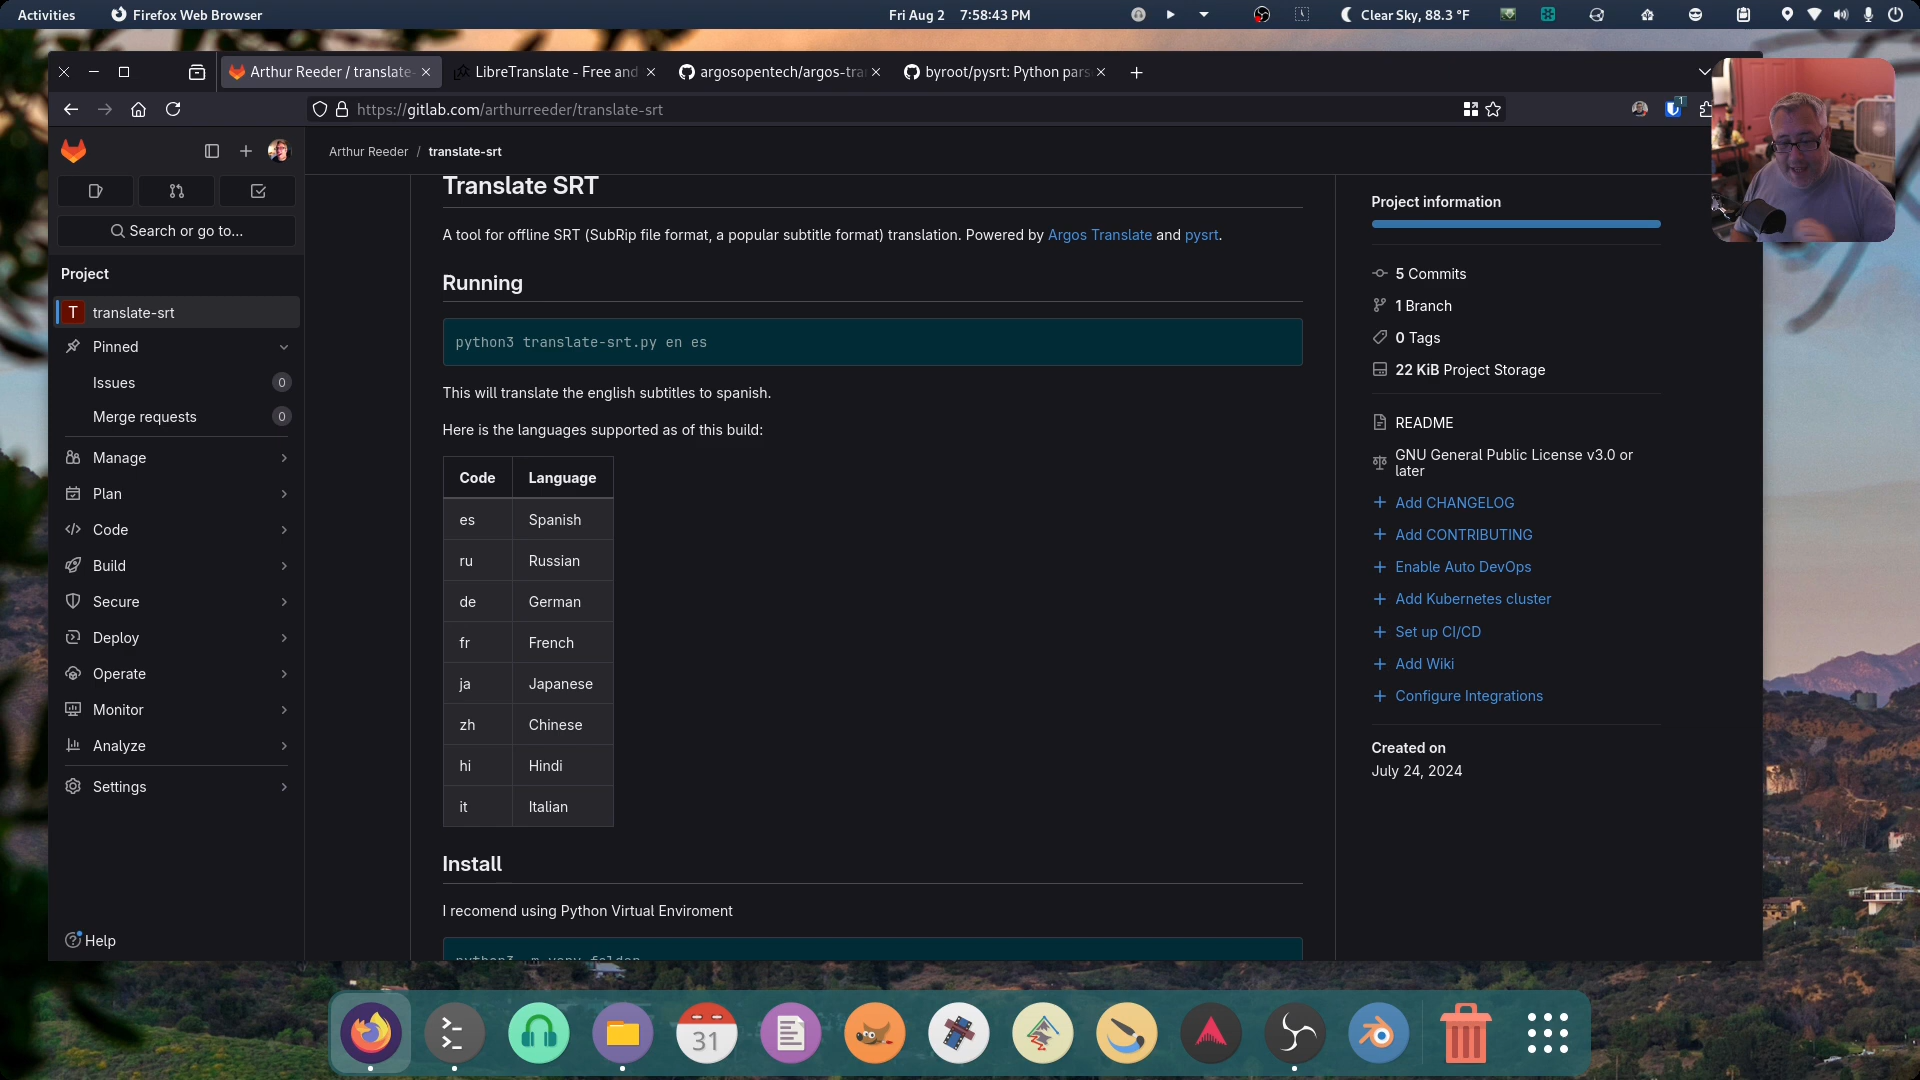 Activities
Firefox Web Browser
Fri Aug 2 7:58:43 PM
Clear Sky, 88.3 °F
Arthur Reeder / translate-
LibreTranslate - Free and
argosopentech/argos-tra
byroot/pysrt: Python pars
https://gitlab.com/arthurreeder/translate-srt
1
Arthur Reeder / translate-srt
Search or go to...
Project
T translate-srt
Pinned
Issues 0
Merge requests 0
Manage
Plan
Code
Build
Secure
Deploy
Operate
Monitor
Analyze
Settings
Help
Translate SRT
A tool for offline SRT (SubRip file format, a popular subtitle format) translation. Powered by Argos Translate and pysrt.
Running
python3 translate-srt.py en es
This will translate the english subtitles to spanish.
Here is the languages supported as of this build:
Code Language
es Spanish
ru Russian
de German
fr French
ja Japanese
zh Chinese
hi Hindi
it Italian
Install
I recomend using Python Virtual Enviroment
python3 -m venv folder
Project information
5 Commits
1 Branch
0 Tags
22 KiB Project Storage
README
GNU General Public License v3.0 or
later
Add CHANGELOG
Add CONTRIBUTING
Enable Auto DevOps
Add Kubernetes cluster
Set up CI/CD
Add Wiki
Configure Integrations
Created on
July 24, 2024
31